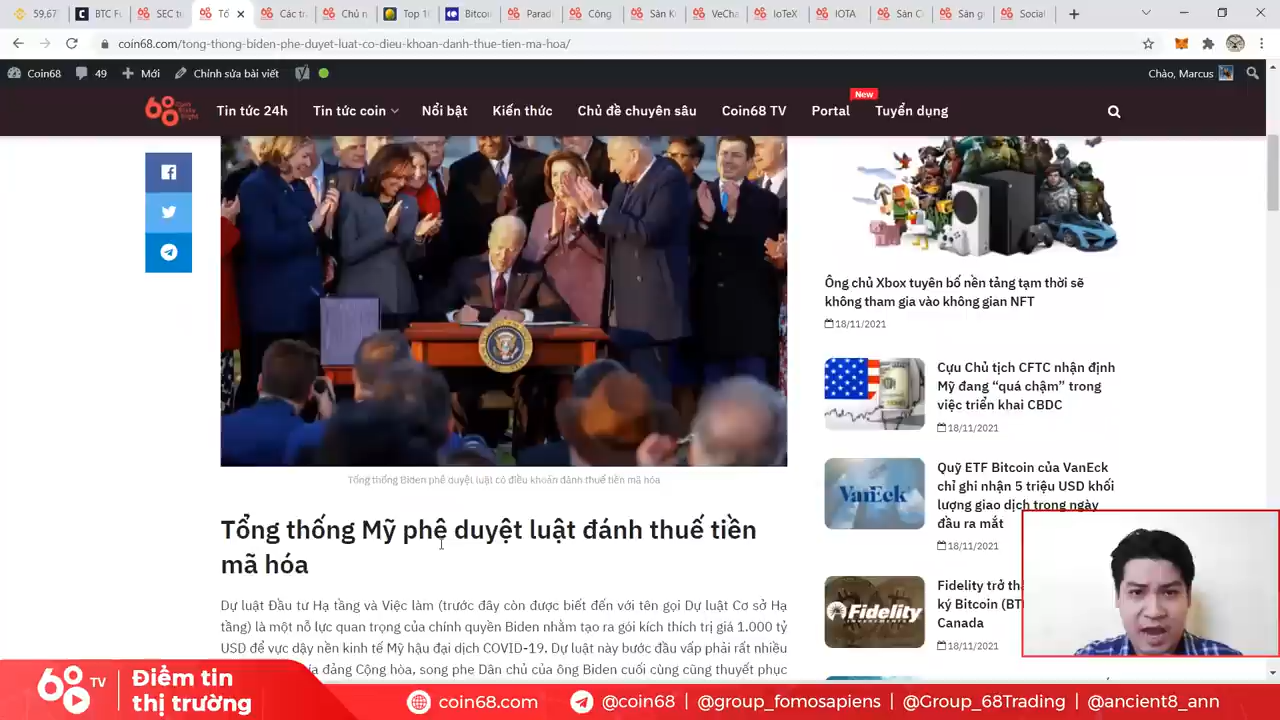 59,67
BTC Fu
SEC từ
Tổ
Các tra
Chủ n
Top 10
Bitcoi
Parad
Công
Sàn K
VeCha
IoTeX
IOTA
Sàn C
Sàn g
Social
coin68.com/tong-thong-biden-phe-duyet-luat-co-dieu-khoan-danh-thue-tien-ma-hoa/
Coin68 49 Mới Chỉnh sửa bài viết
Chào, Marcus
68
Tin tức 24h Tin tức coin Nổi bật Kiến thức Chủ đề chuyên sâu Coin68 TV Portal Tuyển dụng
New
Tổng thống Biden phê duyệt luật có điều khoản đánh thuế tiền mã hóa
Tổng thống Mỹ phê duyệt luật đánh thuế tiền
mã hóa
Dự luật Đầu tư Hạ tầng và Việc làm (trước đây còn được biết đến với tên gọi Dự luật Cơ sở Hạ
tầng) là một nỗ lực quan trọng của chính quyền Biden nhằm tạo ra gói kích thích trị giá 1.000 tỷ
USD để vực dậy nền kinh tế Mỹ hậu đại dịch COVID-19. Dự luật này bước đầu vấp phải rất nhiều
đảng Cộng hòa, song phe Dân chủ của ông Biden cuối cùng cũng thuyết phục
Ông chủ Xbox tuyên bố nền tảng tạm thời sẽ
không tham gia vào không gian NFT
18/11/2021
Cựu Chủ tịch CFTC nhận định
Mỹ đang “quá chậm” trong
việc triển khai CBDC
18/11/2021
VanEck
Quỹ ETF Bitcoin của VanEck
chỉ ghi nhận 5 triệu USD khối
lượng giao dịch trong ngày
đầu ra mắt
18/11/2021
Fidelity
INVESTMENTS
Fidelity trở th
ký Bitcoin (BT
Canada
18/11/2021
68 TV
Điểm tin
thị trường
coin68.com @coin68 | @group_fomosapiens | @Group_68Trading | @ancient8_ann